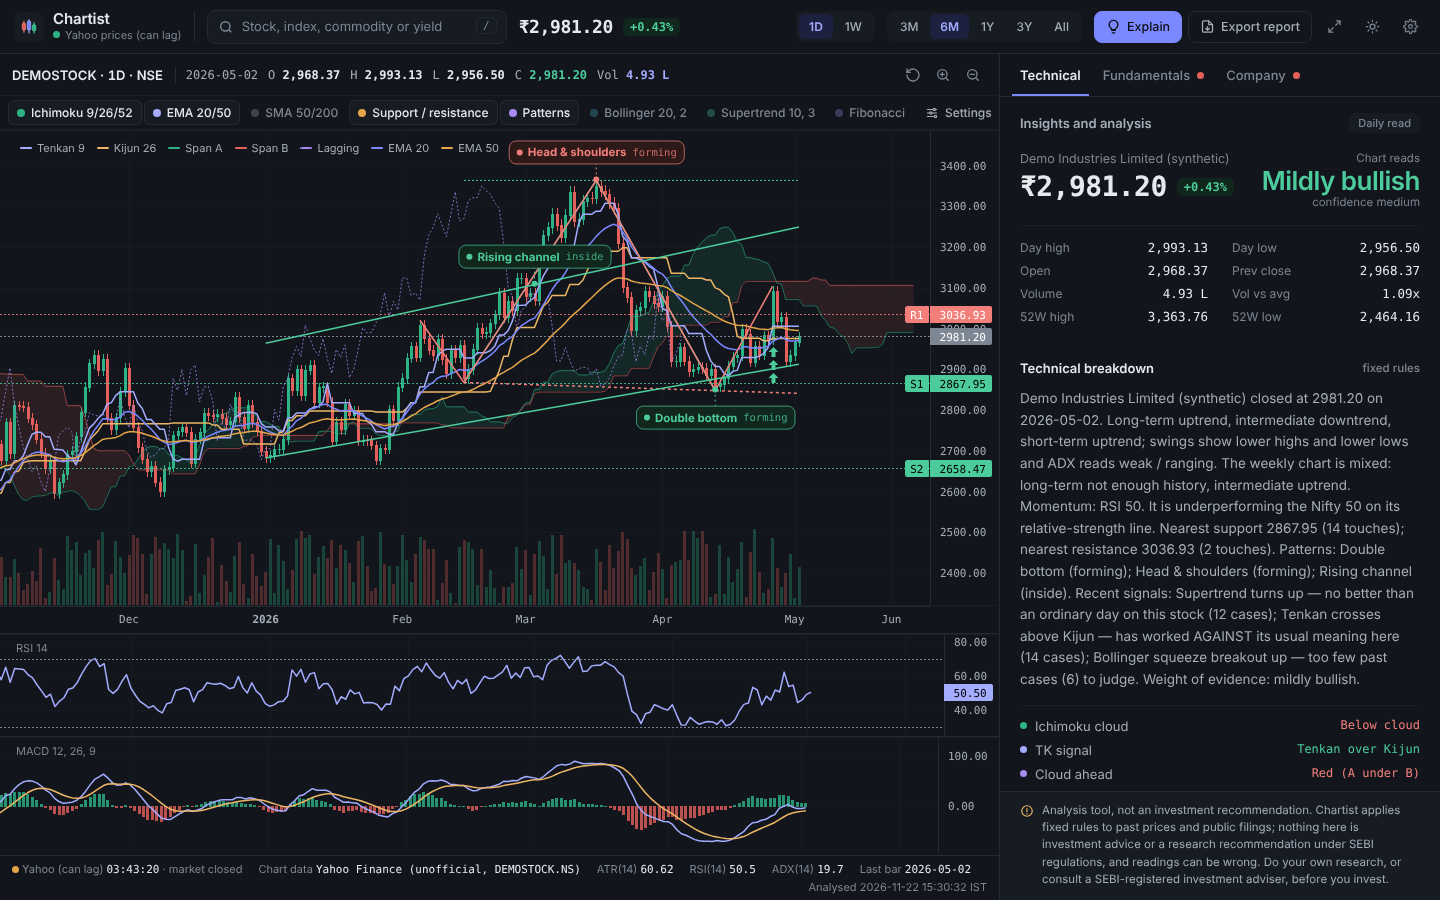 Chartist
Yahoo prices (can lag)
Stock, index, commodity or yield /
₹2,981.20 +0.43%
1D 1W
3M 6M 1Y 3Y All
Explain
Export report
DEMOSTOCK · 1D · NSE 2026-05-02 O 2,968.37 H 2,993.13 L 2,956.50 C 2,981.20 Vol 4.93 L
Ichimoku 9/26/52 EMA 20/50 SMA 50/200 Support / resistance Patterns Bollinger 20, 2 Supertrend 10, 3 Fibonacci Settings
Tenkan 9 Kijun 26 Span A Span B Lagging EMA 20 EMA 50
Head & shoulders forming
Rising channel inside
Double bottom forming
3400.00
3300.00
3200.00
3100.00
R1 3036.93
2981.20
2900.00
S1 2867.95
2800.00
2700.00
S2 2658.47
2600.00
2500.00
2400.00
Dec 2026 Feb Mar Apr May Jun
RSI 14
80.00
60.00
50.50
40.00
MACD 12, 26, 9
100.00
0.00
Yahoo (can lag) 03:43:20 · market closed Chart data Yahoo Finance (unofficial, DEMOSTOCK.NS) ATR(14) 60.62 RSI(14) 50.5 ADX(14) 19.7 Last bar 2026-05-02
Analysed 2026-11-22 15:30:32 IST
Technical Fundamentals Company
Insights and analysis Daily read
Demo Industries Limited (synthetic) Chart reads
₹2,981.20 +0.43% Mildly bullish
confidence medium
Day high 2,993.13 Day low 2,956.50
Open 2,968.37 Prev close 2,968.37
Volume 4.93 L Vol vs avg 1.09x
52W high 3,363.76 52W low 2,464.16
Technical breakdown fixed rules
Demo Industries Limited (synthetic) closed at 2981.20 on
2026-05-02. Long-term uptrend, intermediate downtrend,
short-term uptrend; swings show lower highs and lower lows
and ADX reads weak / ranging. The weekly chart is mixed:
long-term not enough history, intermediate uptrend.
Momentum: RSI 50. It is underperforming the Nifty 50 on its
relative-strength line. Nearest support 2867.95 (14 touches);
nearest resistance 3036.93 (2 touches). Patterns: Double
bottom (forming); Head & shoulders (forming); Rising channel
(inside). Recent signals: Supertrend turns up — no better than
an ordinary day on this stock (12 cases); Tenkan crosses
above Kijun — has worked AGAINST its usual meaning here
(14 cases); Bollinger squeeze breakout up — too few past
cases (6) to judge. Weight of evidence: mildly bullish.
Ichimoku cloud Below cloud
TK signal Tenkan over Kijun
Cloud ahead Red (A under B)
Analysis tool, not an investment recommendation. Chartist applies
fixed rules to past prices and public filings; nothing here is
investment advice or a research recommendation under SEBI
regulations, and readings can be wrong. Do your own research, or
consult a SEBI-registered investment adviser, before you invest.